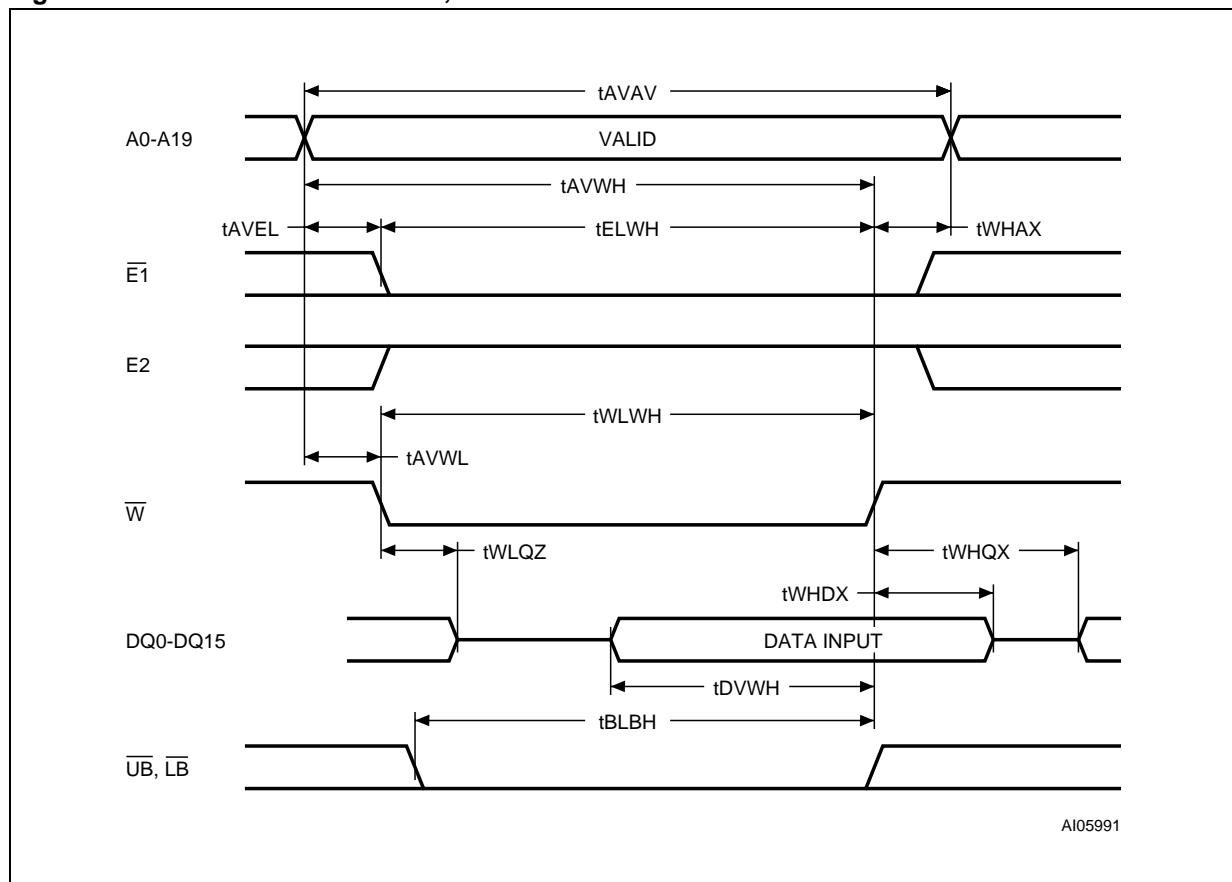 tAVAV
A0-A19
VALID
tAVWH
tAVEL
tELWH
tWHAX
E1
E2
tWLWH
tAVWL
W
tWLQZ
tWHQX
tWHDX
DQ0-DQ15
DATA INPUT
tDVWH
tBLBH
UB, LB
AI05991